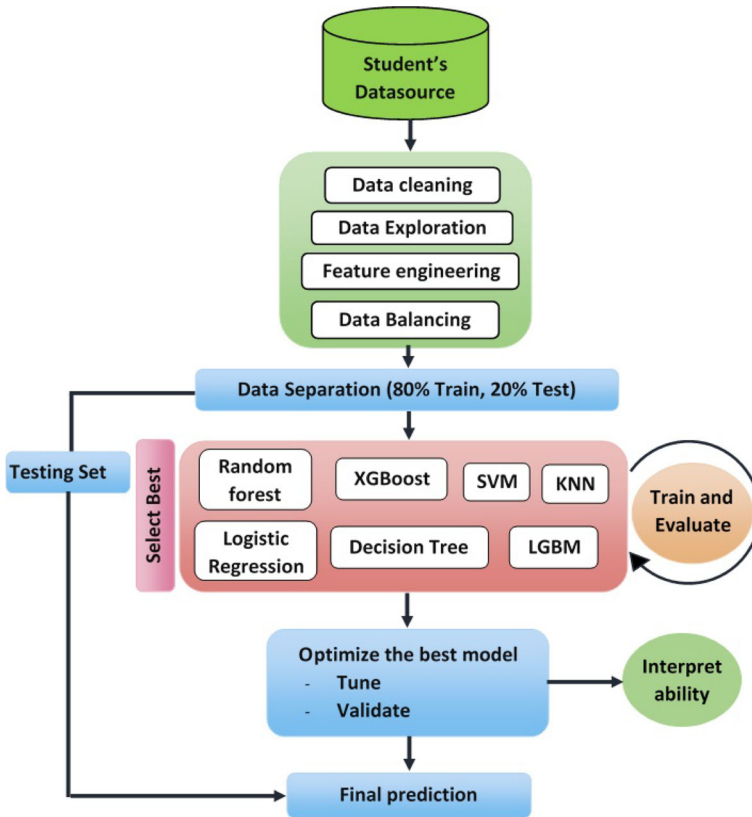 Student's
Datasource
Data cleaning
Data Exploration
Feature engineering
Data Balancing
Data Separation (80% Train, 20% Test)
Testing Set
Select Best
Random
forest
XGBoost
SVM
KNN
Logistic
Regression
Decision Tree
LGBM
Train and
Evaluate
Optimize the best model
- Tune
- Validate
Interpret
ability
Final prediction